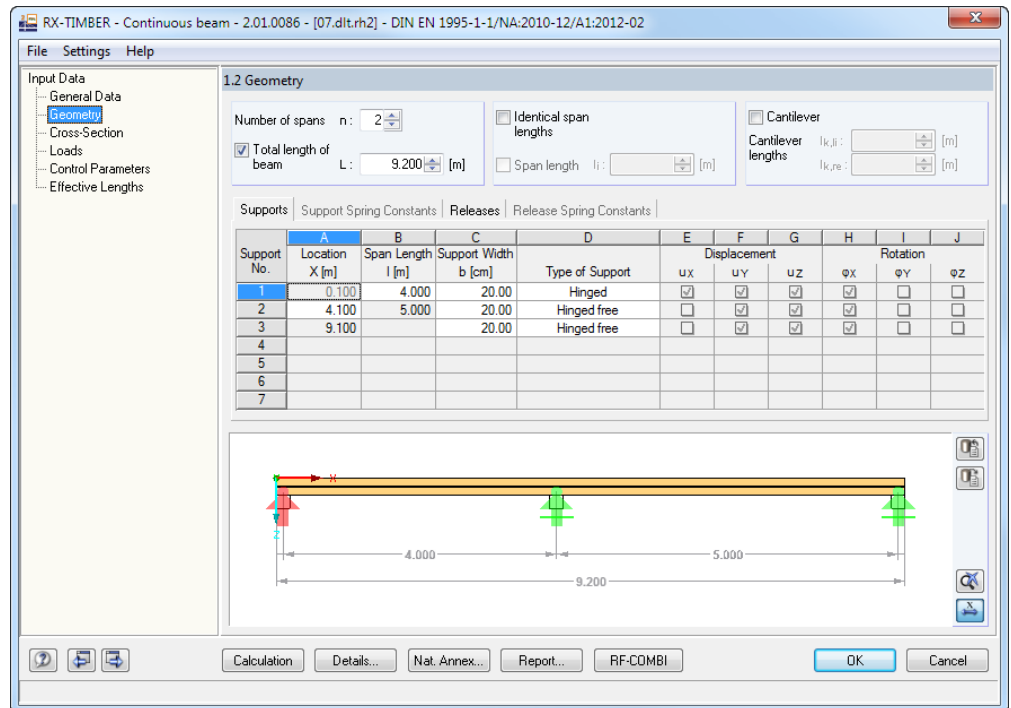 RX-TIMBER - Continuous beam - 2.01.0086 - [07.dlt.rh2] - DIN EN 1995-1-1/NA:2010-12/A1:2012-02
File Settings Help
Input Data
General Data
Geometry
Cross-Section
Loads
Control Parameters
Effective Lengths
1.2 Geometry
Number of spans n : 2
Total length of beam L : 9.200 [m]
Identical span lengths
Span length li : [m]
Cantilever
Cantilever lengths lk,li : [m]
lk,re : [m]
Supports Support Spring Constants Releases Release Spring Constants
A B C D E F G H I J
Support Location Span Length Support Width Displacement Rotation
No. X [m] l [m] b [cm] Type of Support uX uY uZ φX φY φZ
1 0.100 4.000 20.00 Hinged
2 4.100 5.000 20.00 Hinged free
3 9.100 20.00 Hinged free
4
5
6
7
X
Z
4.000 5.000
9.200
X
Calculation Details... Nat. Annex... Report... RF-COMBI OK Cancel